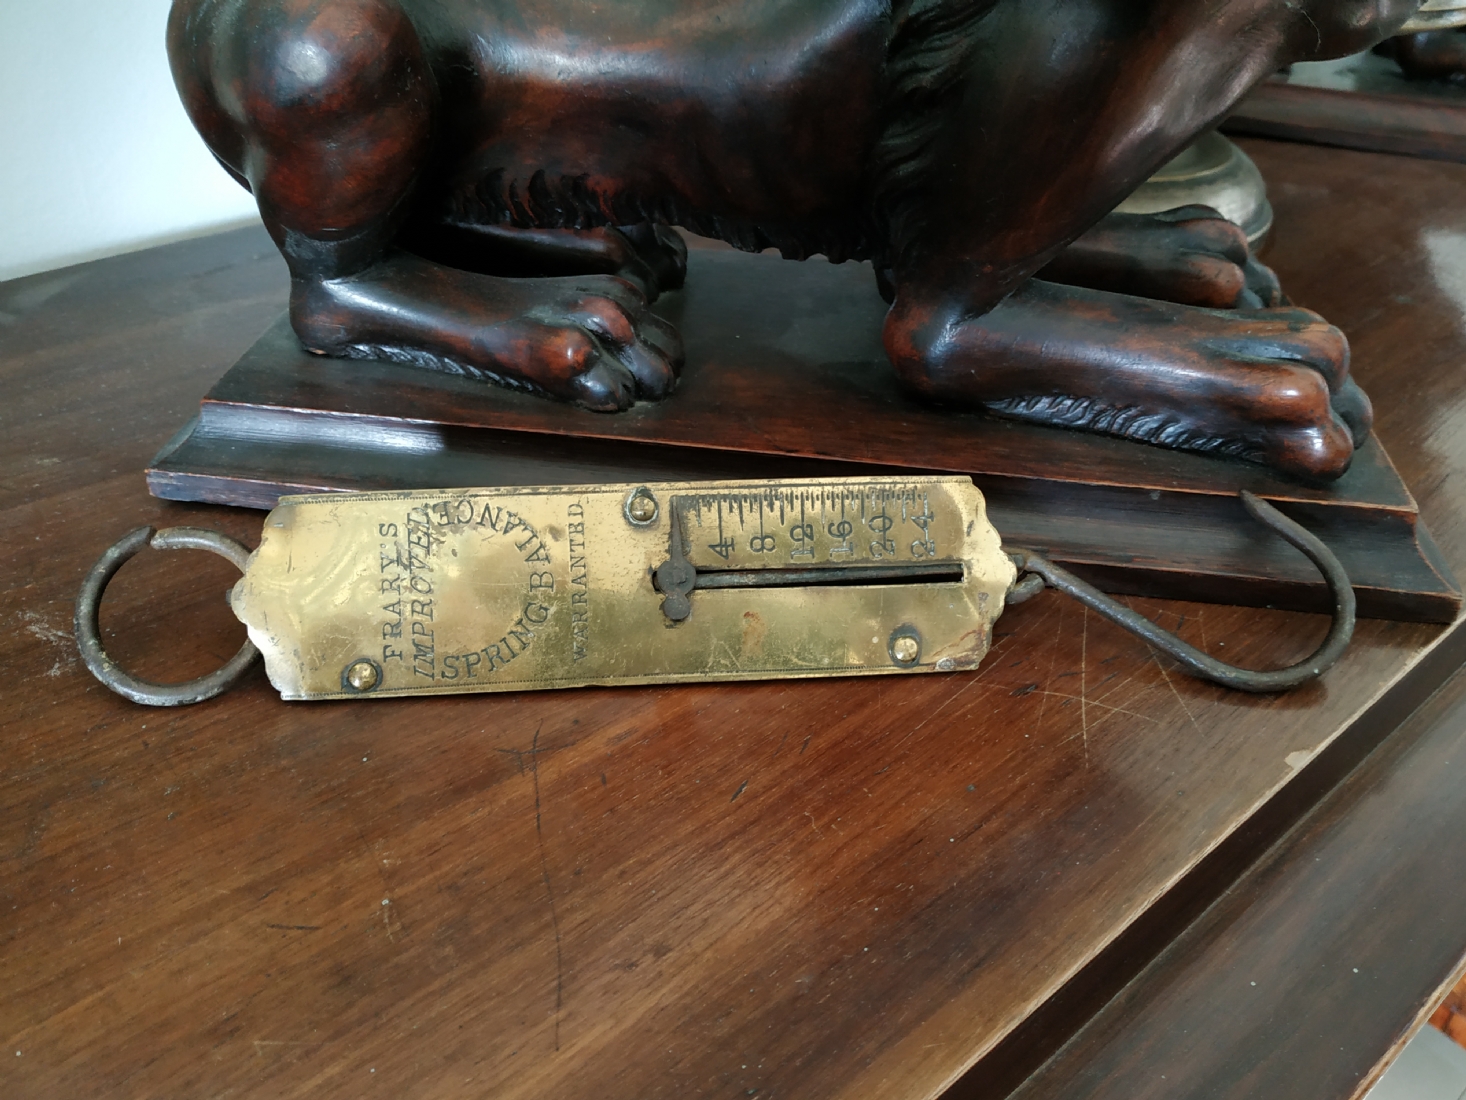 FRARY'S
IMPROVED
SPRING BALANCE
WARRANTED
4 8 12 16 20 24